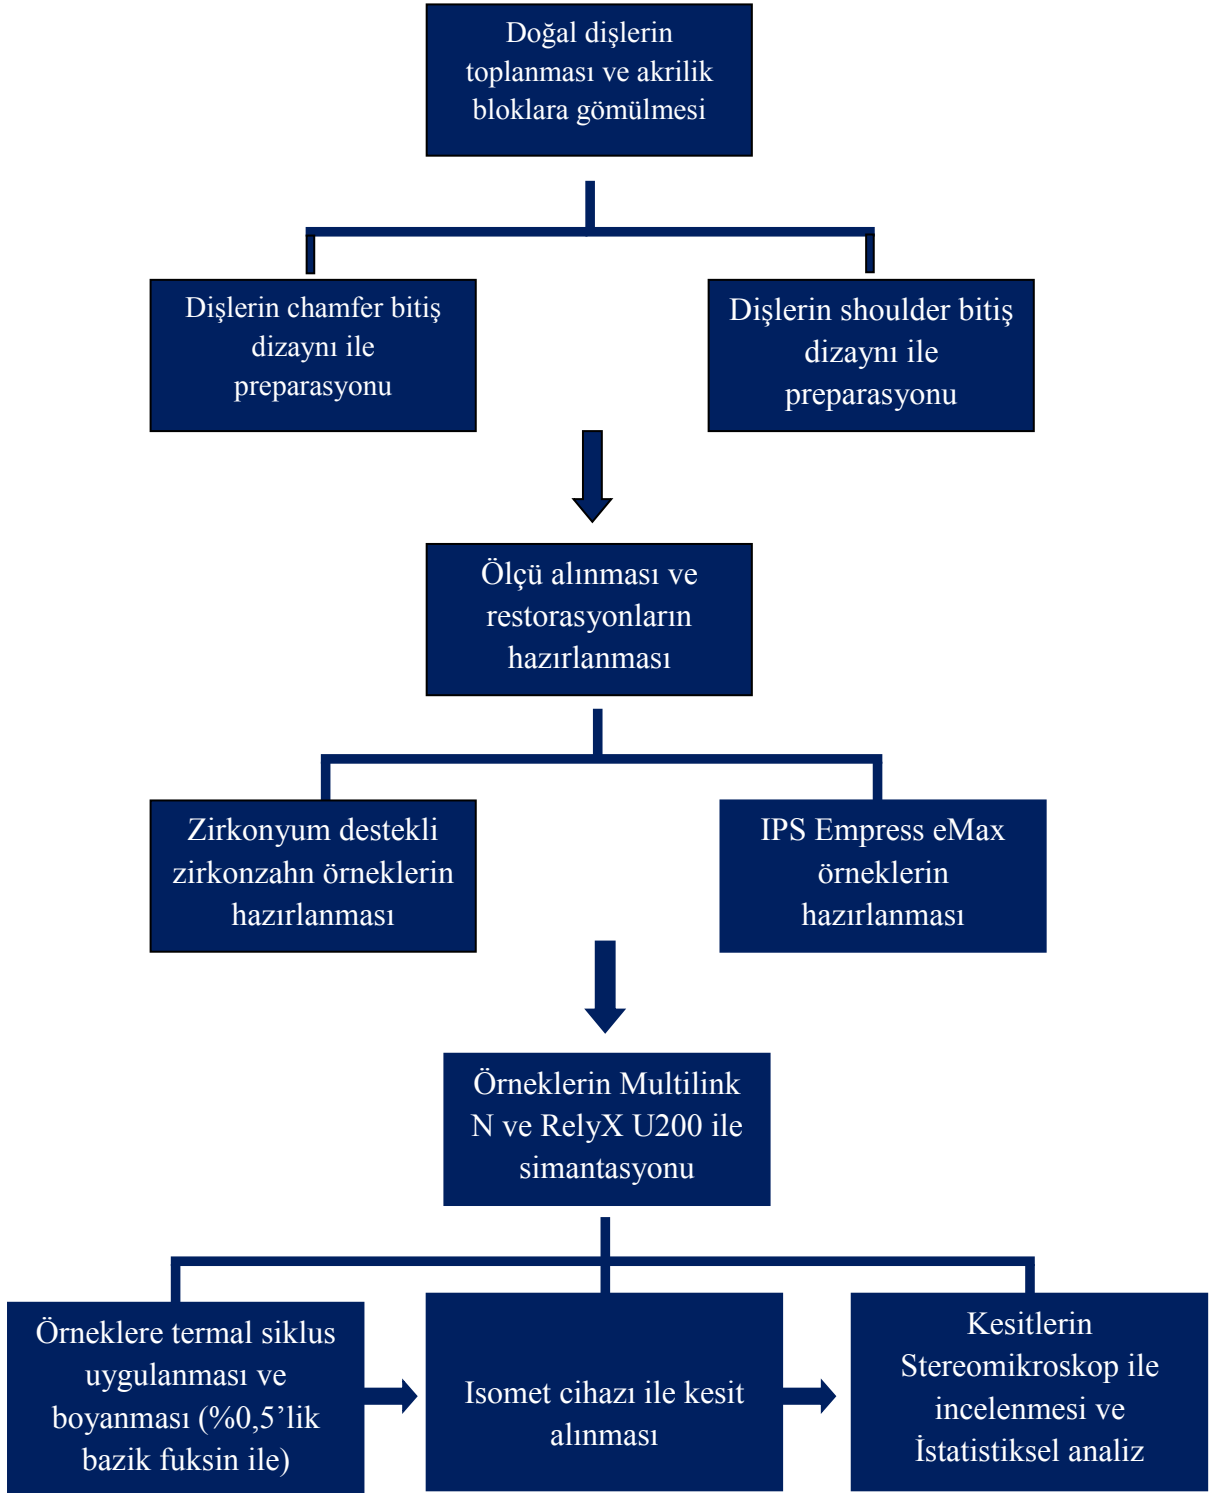 Doğal dişlerin
toplanması ve akrilik
bloklara gömülmesi
Dişlerin chamfer bitiş
dizaynı ile
preparasyonu
Dişlerin shoulder bitiş
dizaynı ile
preparasyonu
Ölçü alınması ve
restorasyonların
hazırlanması
Zirkonyum destekli
zirkonzahn örneklerin
hazırlanması
IPS Empress eMax
örneklerin
hazırlanması
Örneklerin Multilink
N ve RelyX U200 ile
simantasyonu
Örneklere termal siklus
uygulanması ve
boyanması (%0,5’lik
bazik fuksin ile)
Isomet cihazı ile kesit
alınması
Kesitlerin
Stereomikroskop ile
incelenmesi ve
İstatistiksel analiz